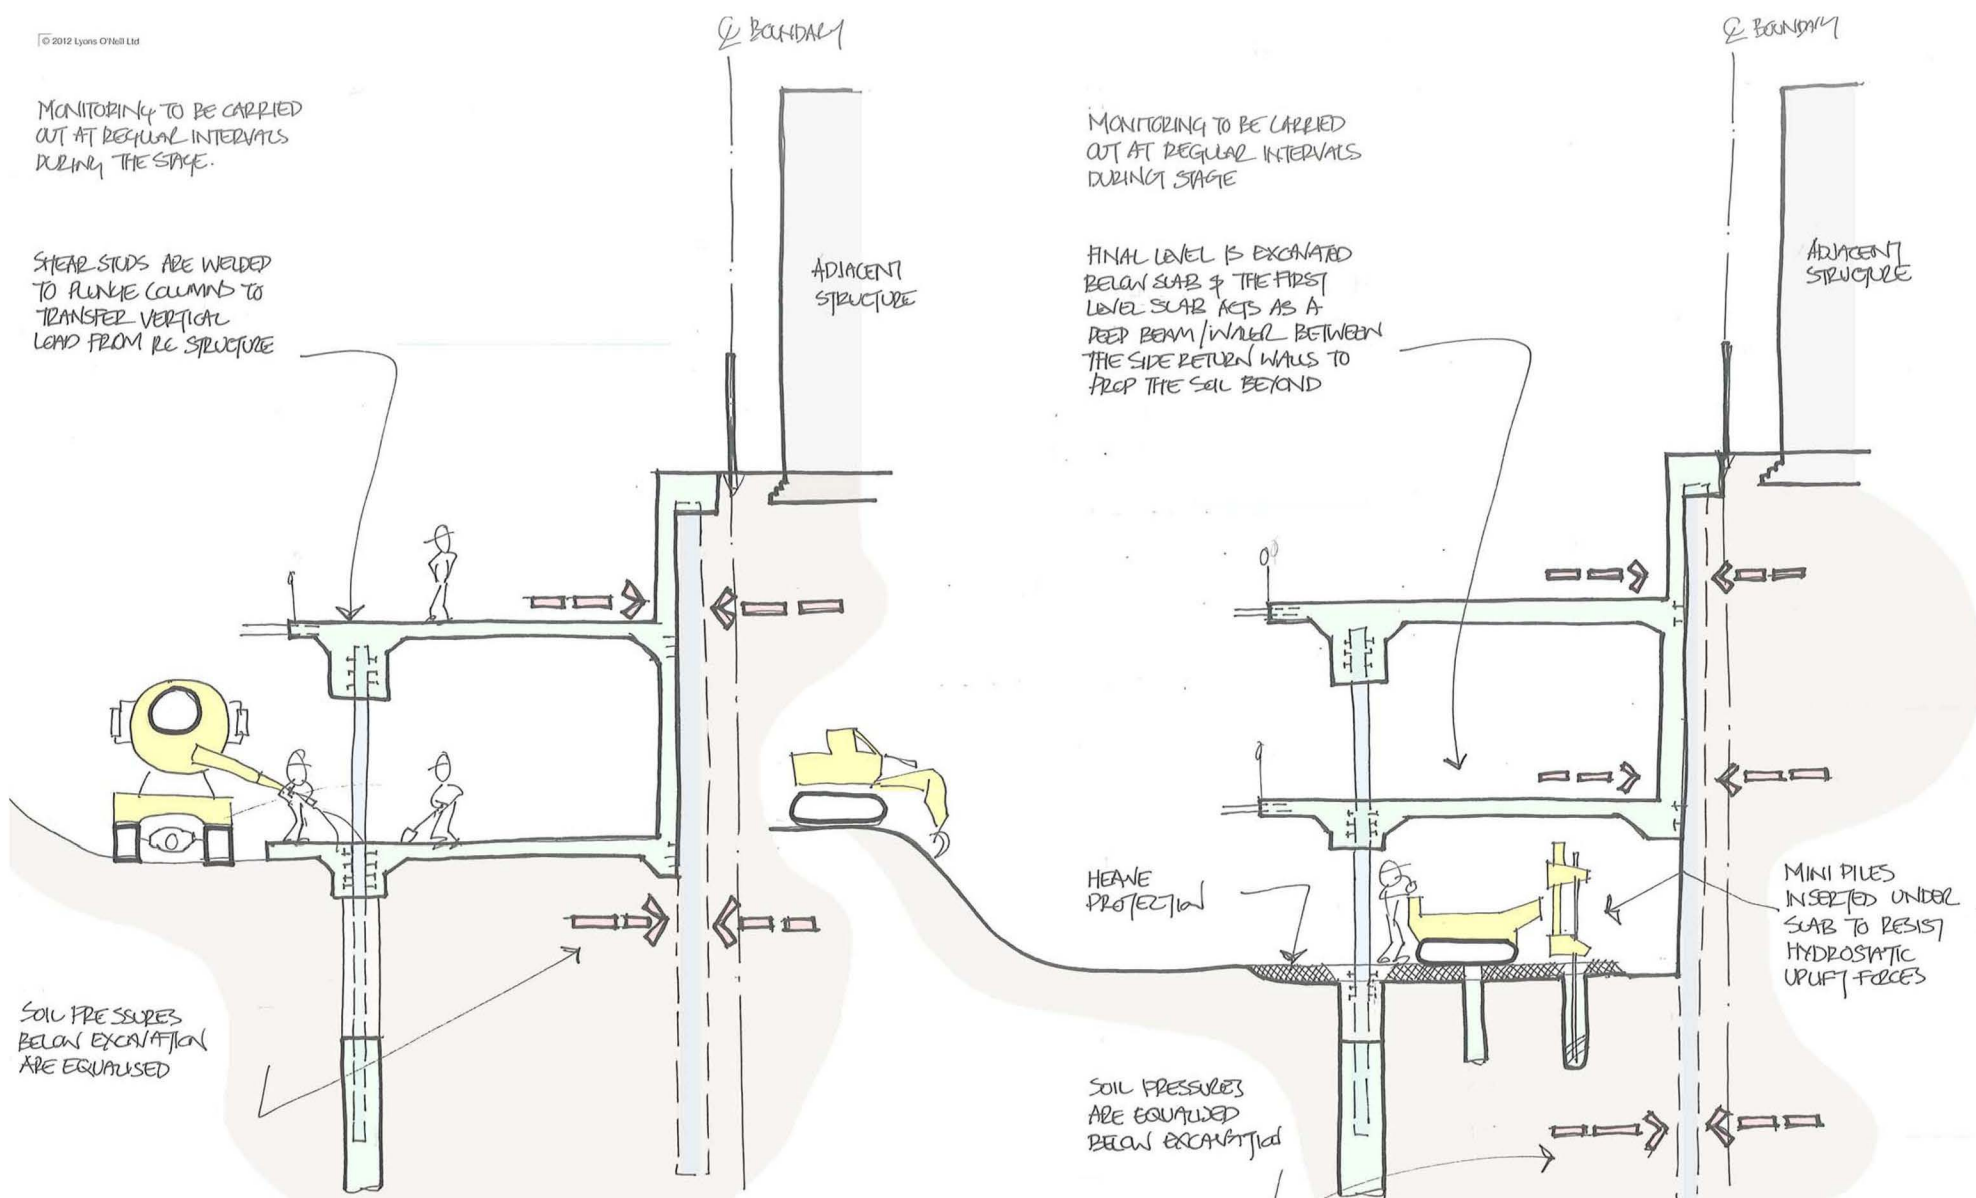 © 2012 Lyons O'Neill Ltd
℄ BOUNDARY
MONITORING TO BE CARRIED
OUT AT REGULAR INTERVALS
DURING THE STAGE.
SHEAR STUDS ARE WELDED
TO PLUNGE COLUMNS TO
TRANSFER VERTICAL
LOAD FROM RC STRUCTURE
ADJACENT
STRUCTURE
SOIL PRESSURES
BELOW EXCAVATION
ARE EQUALISED
℄ BOUNDARY
MONITORING TO BE CARRIED
OUT AT REGULAR INTERVALS
DURING STAGE
FINAL LEVEL IS EXCAVATED
BELOW SLAB & THE FIRST
LEVEL SLAB ACTS AS A
DEEP BEAM/WALER BETWEEN
THE SIDE RETURN WALLS TO
PROP THE SOIL BEYOND
ADJACENT
STRUCTURE
HEAVE
PROTECTION
MINI PILES
INSERTED UNDER
SLAB TO RESIST
HYDROSTATIC
UPLIFT FORCES
SOIL PRESSURES
ARE EQUALISED
BELOW EXCAVATION